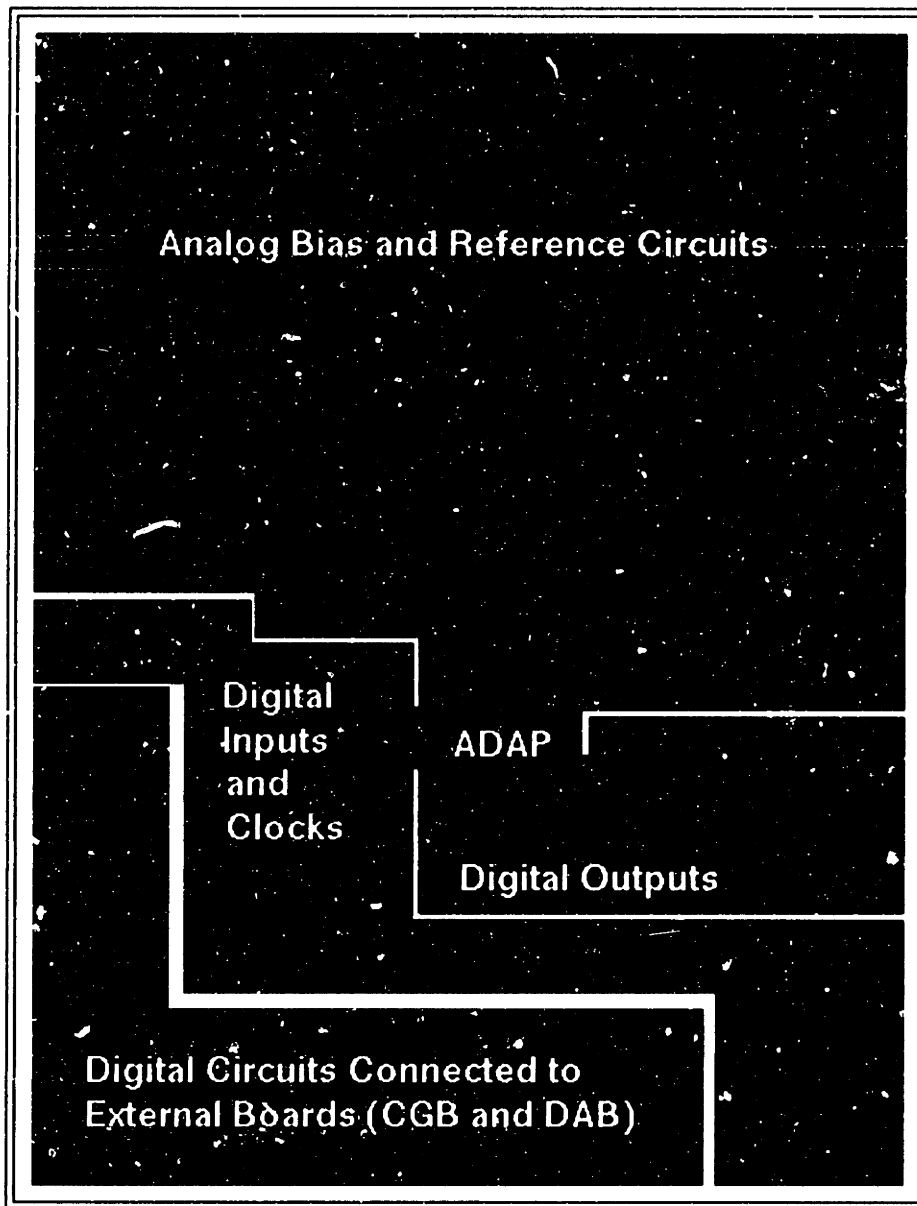 Analog Bias and Reference Circuits
Digital
Inputs
and
Clocks
ADAP
Digital Outputs
Digital Circuits Connected to
External Boards (CGB and DAB)